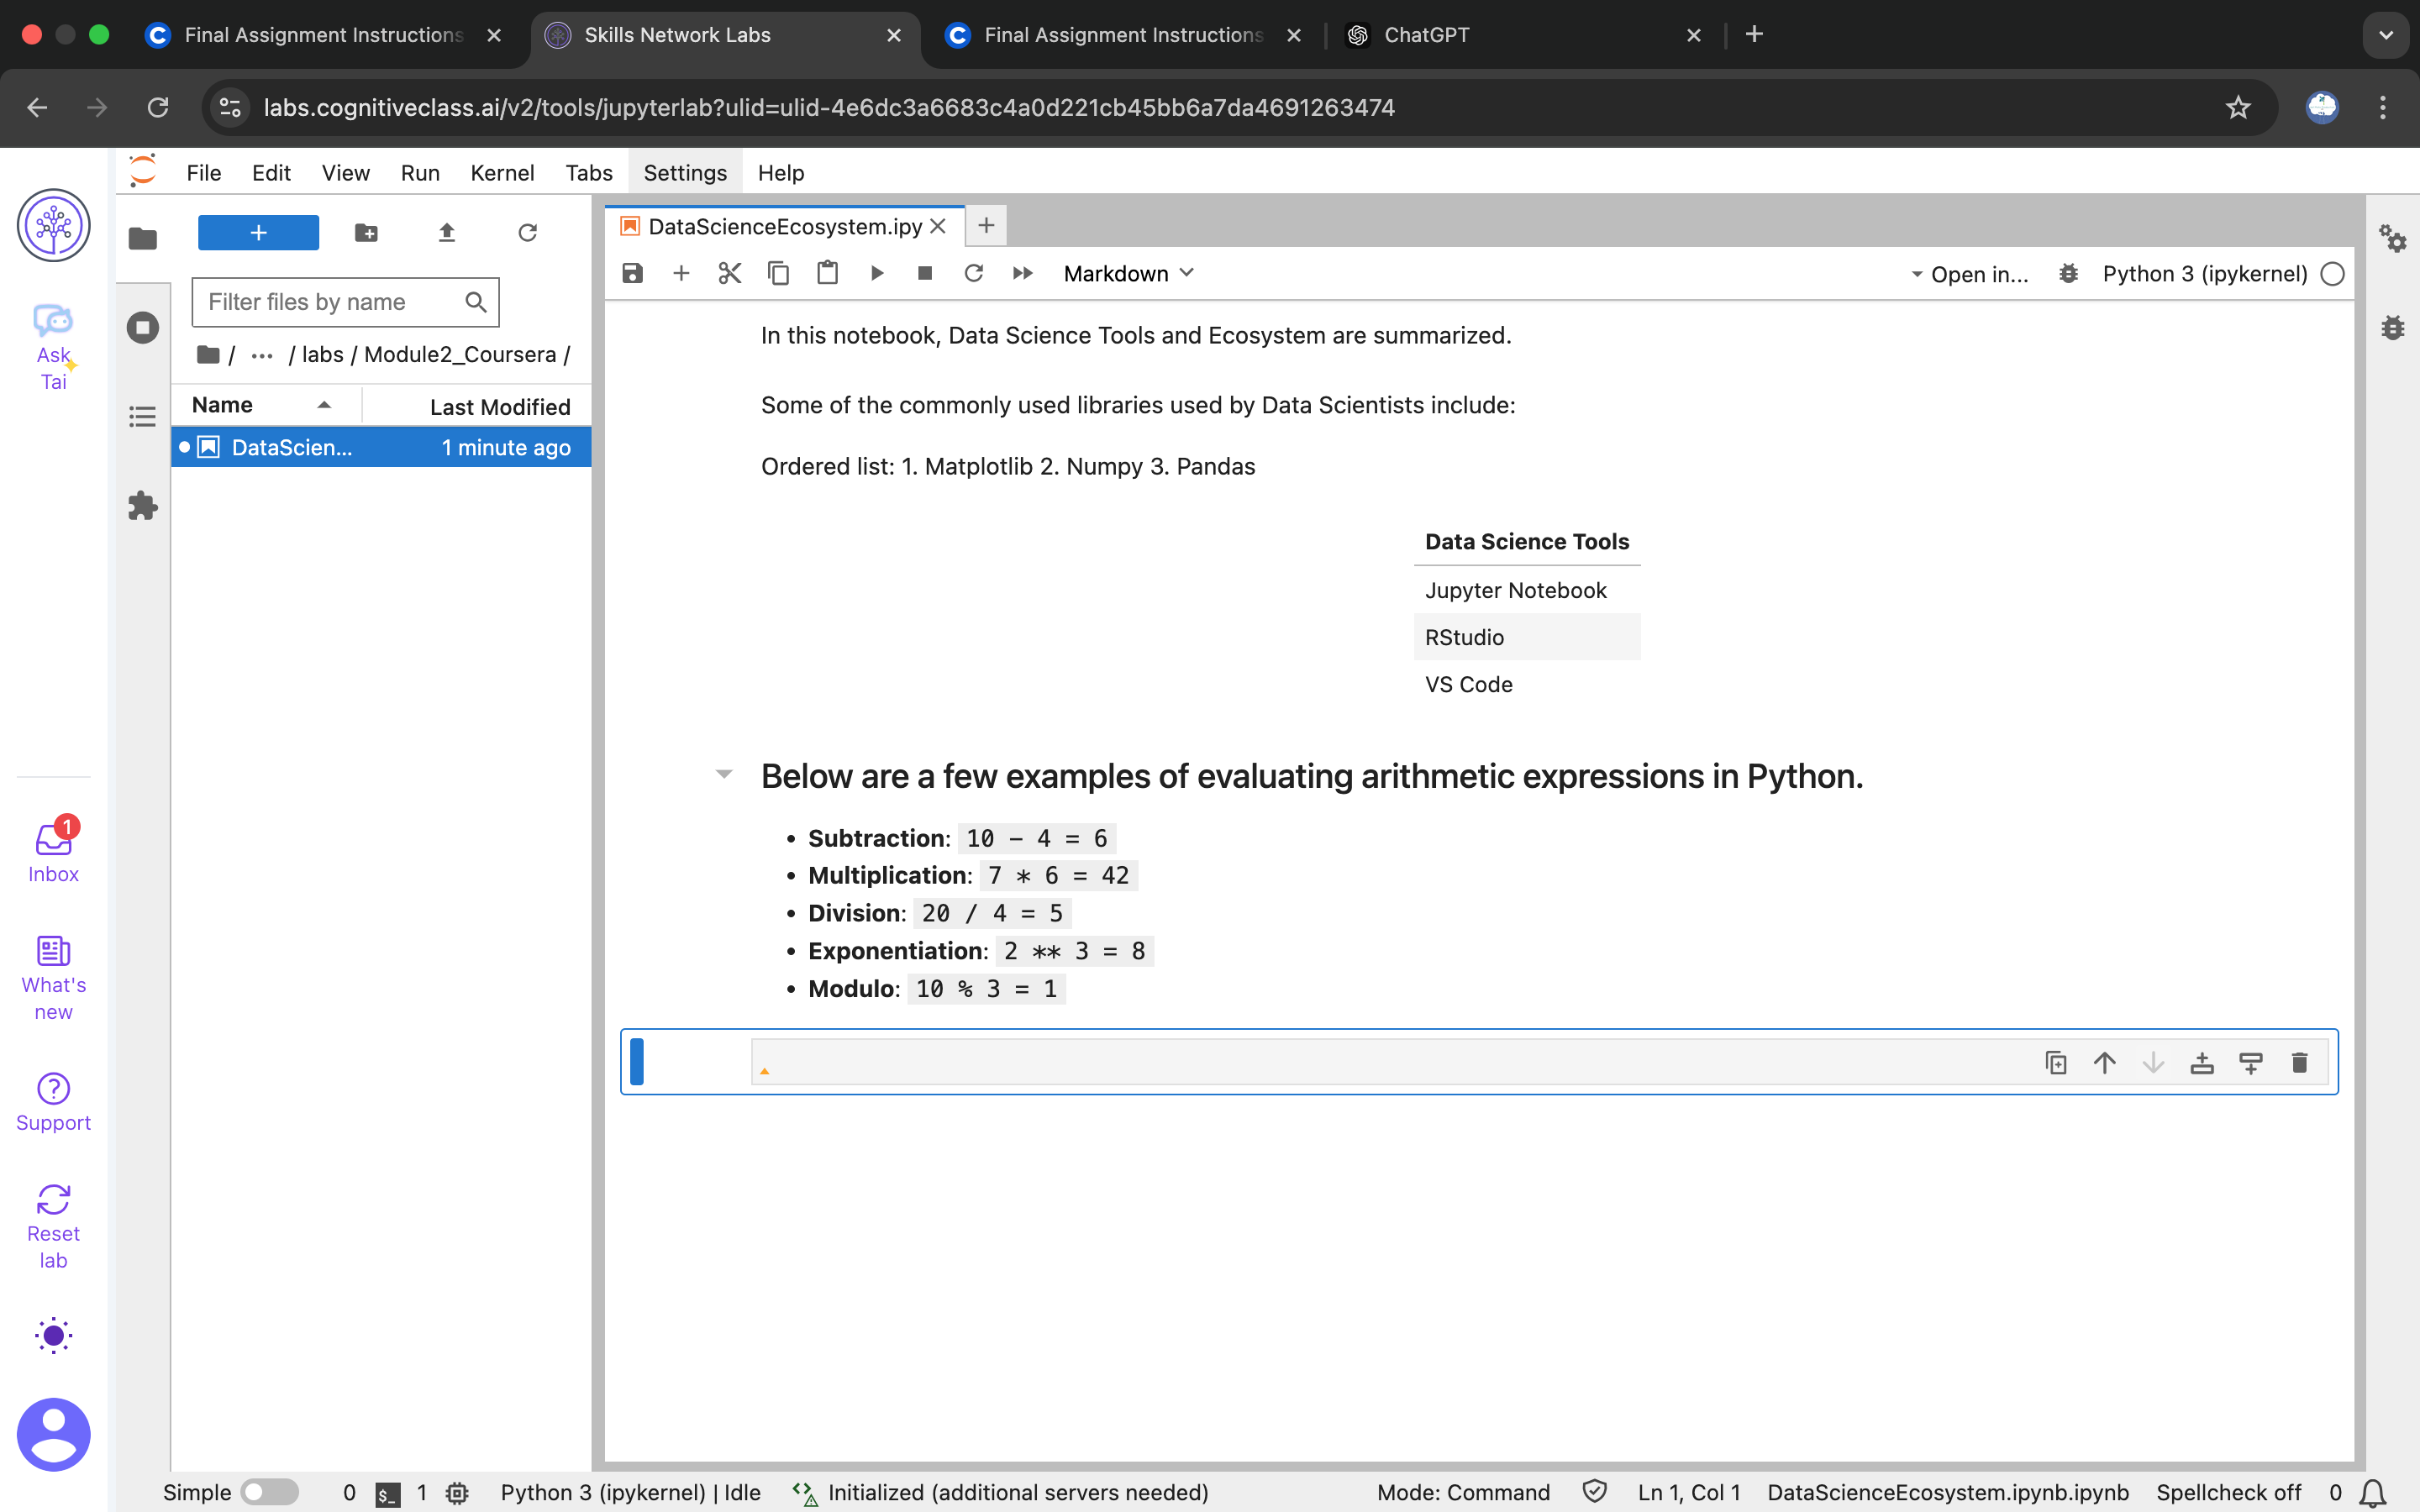 Final Assignment Instructions
Skills Network Labs
Final Assignment Instructions
ChatGPT
labs.cognitiveclass.ai/v2/tools/jupyterlab?ulid=ulid-4e6dc3a6683c4a0d221cb45bb6a7da4691263474
File Edit View Run Kernel Tabs Settings Help
Ask
Tai
Inbox
1
What's
new
Support
Reset
lab
Filter files by name
/ ... / labs / Module2_Coursera /
Name Last Modified
DataScien... 1 minute ago
DataScienceEcosystem.ipy
Markdown
Open in...
Python 3 (ipykernel)
In this notebook, Data Science Tools and Ecosystem are summarized.
Some of the commonly used libraries used by Data Scientists include:
Ordered list: 1. Matplotlib 2. Numpy 3. Pandas
Data Science Tools
Jupyter Notebook
RStudio
VS Code
Below are a few examples of evaluating arithmetic expressions in Python.
• Subtraction: 10 - 4 = 6
• Multiplication: 7 * 6 = 42
• Division: 20 / 4 = 5
• Exponentiation: 2 ** 3 = 8
• Modulo: 10 % 3 = 1
Simple 0 $_ 1 Python 3 (ipykernel) | Idle Initialized (additional servers needed) Mode: Command Ln 1, Col 1 DataScienceEcosystem.ipynb.ipynb Spellcheck off 0